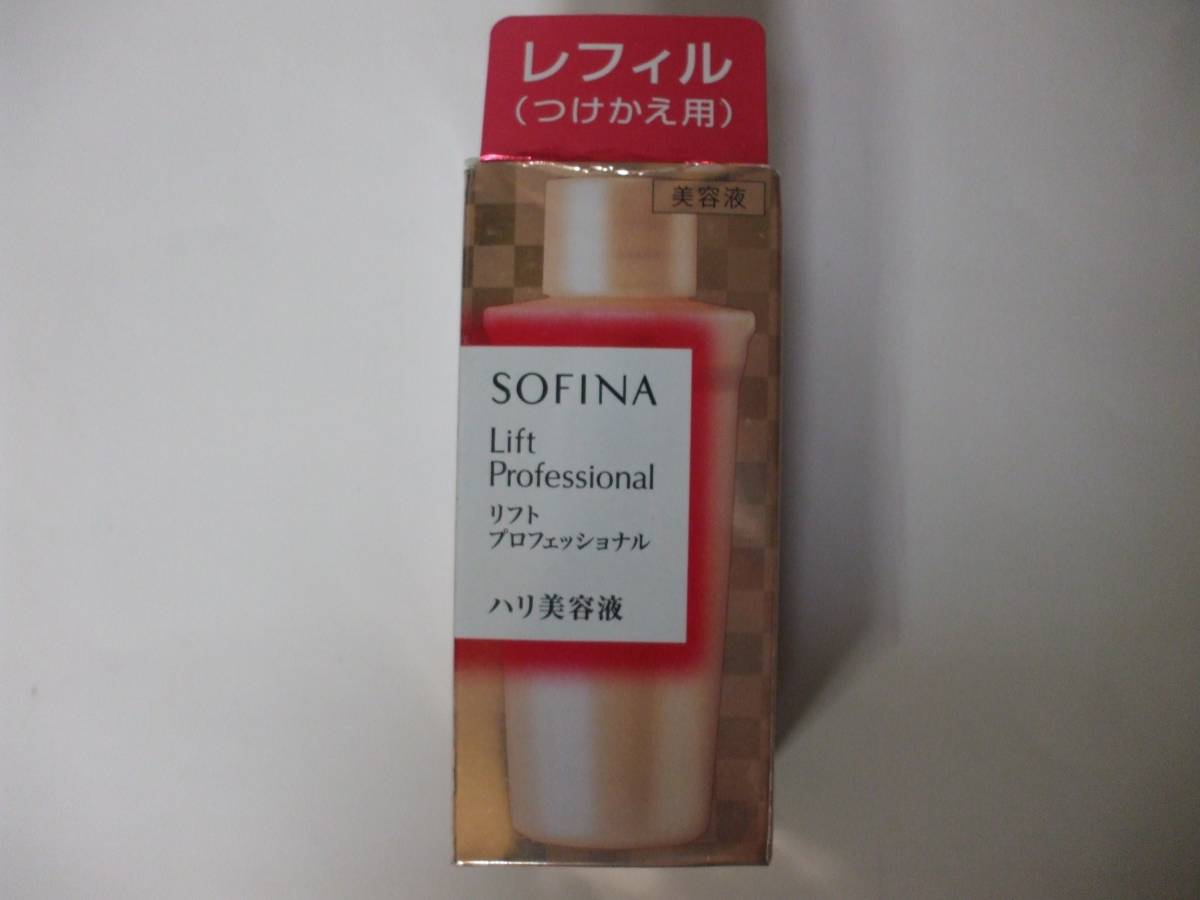 レフィル
(つけかえ用)
美容液
SOFINA
Lift
Professional
リフト
プロフェッショナル
ハリ美容液